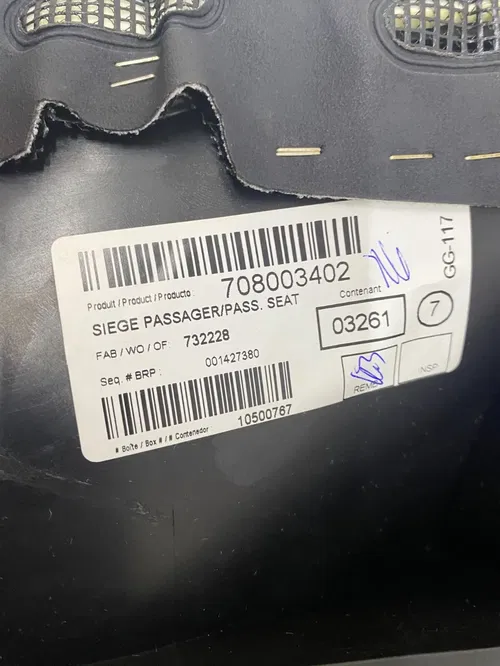 Produit / Product / Producto 708003402
SIEGE PASSAGER/PASS. SEAT
FAB / WO / OF: 732228
Seq. # BRP : 001427380
10500767
# Boîte / Box # / # Contenedor
Contenant
03261
7
GG-117
INSP